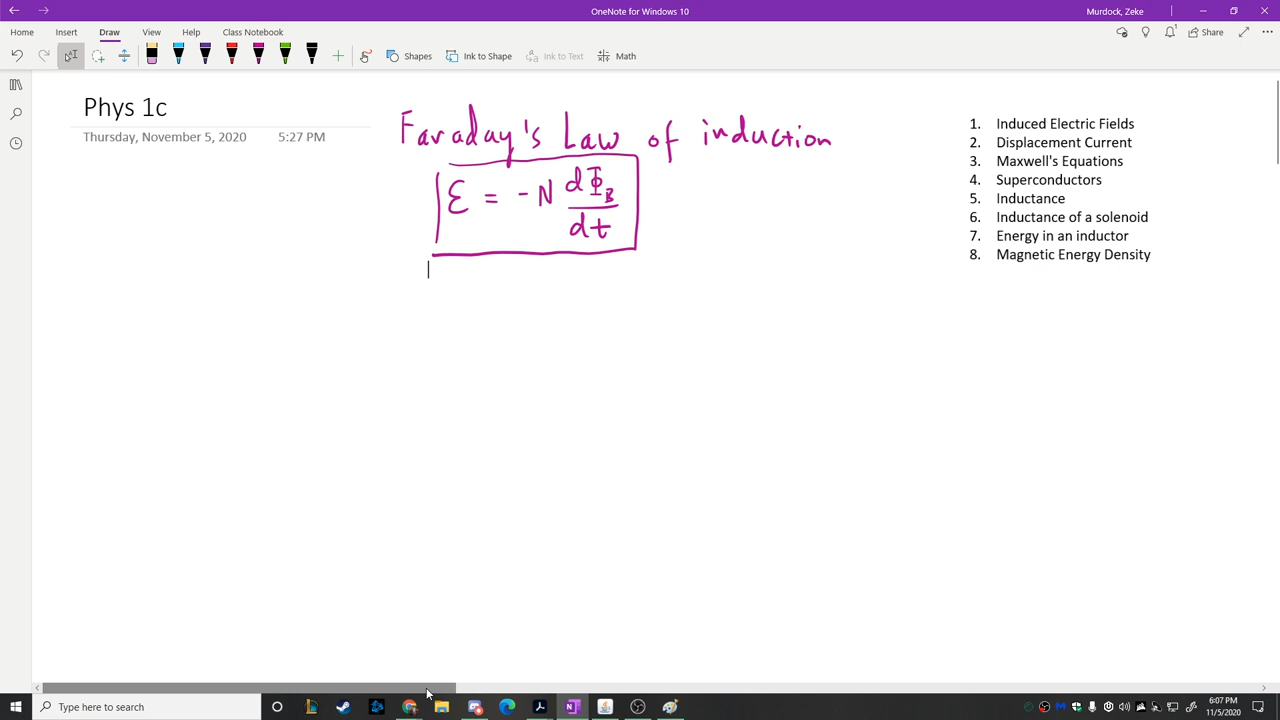 OneNote for Windows 10
Murdock, Zeke
Home Insert Draw View Help Class Notebook
Share
Shapes Ink to Shape Ink to Text Math
Phys 1c
Thursday, November 5, 2020 5:27 PM
Faraday's Law of induction
ℰ = -N dΦ_B/dt
1. Induced Electric Fields
2. Displacement Current
3. Maxwell's Equations
4. Superconductors
5. Inductance
6. Inductance of a solenoid
7. Energy in an inductor
8. Magnetic Energy Density
Type here to search
6:07 PM
11/5/2020